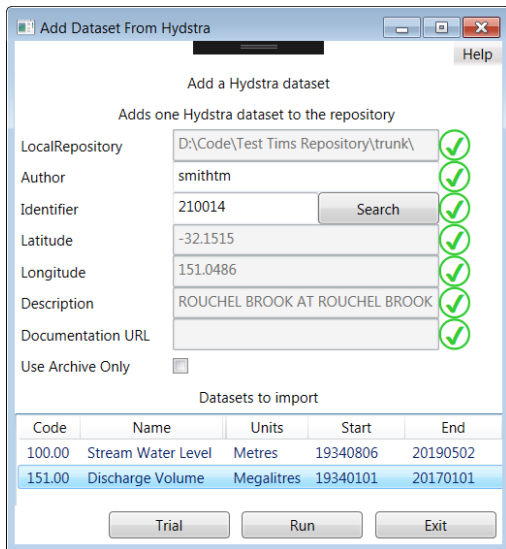 Add Dataset From Hydstra
Help
Add a Hydstra dataset
Adds one Hydstra dataset to the repository
LocalRepository D:\Code\Test Tims Repository\trunk\
Author smithtm
Identifier 210014 Search
Latitude -32.1515
Longitude 151.0486
Description ROUCHEL BROOK AT ROUCHEL BROOK
Documentation URL
Use Archive Only
Datasets to import
Code Name Units Start End
100.00 Stream Water Level Metres 19340806 20190502
151.00 Discharge Volume Megalitres 19340101 20170101
Trial Run Exit